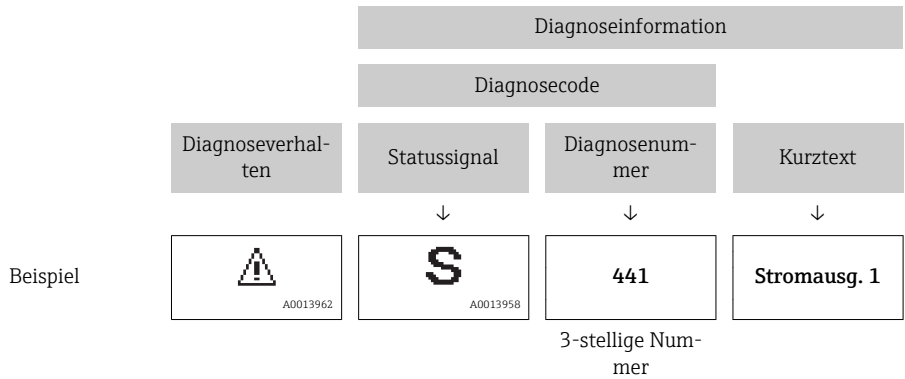 Diagnoseinformation
Diagnosecode
Diagnoseverhal-
ten
Statussignal
Diagnosenum-
mer
Kurztext
↓ ↓ ↓
Beispiel
A0013962
S
A0013958
441
Stromausg. 1
3-stellige Num-
mer